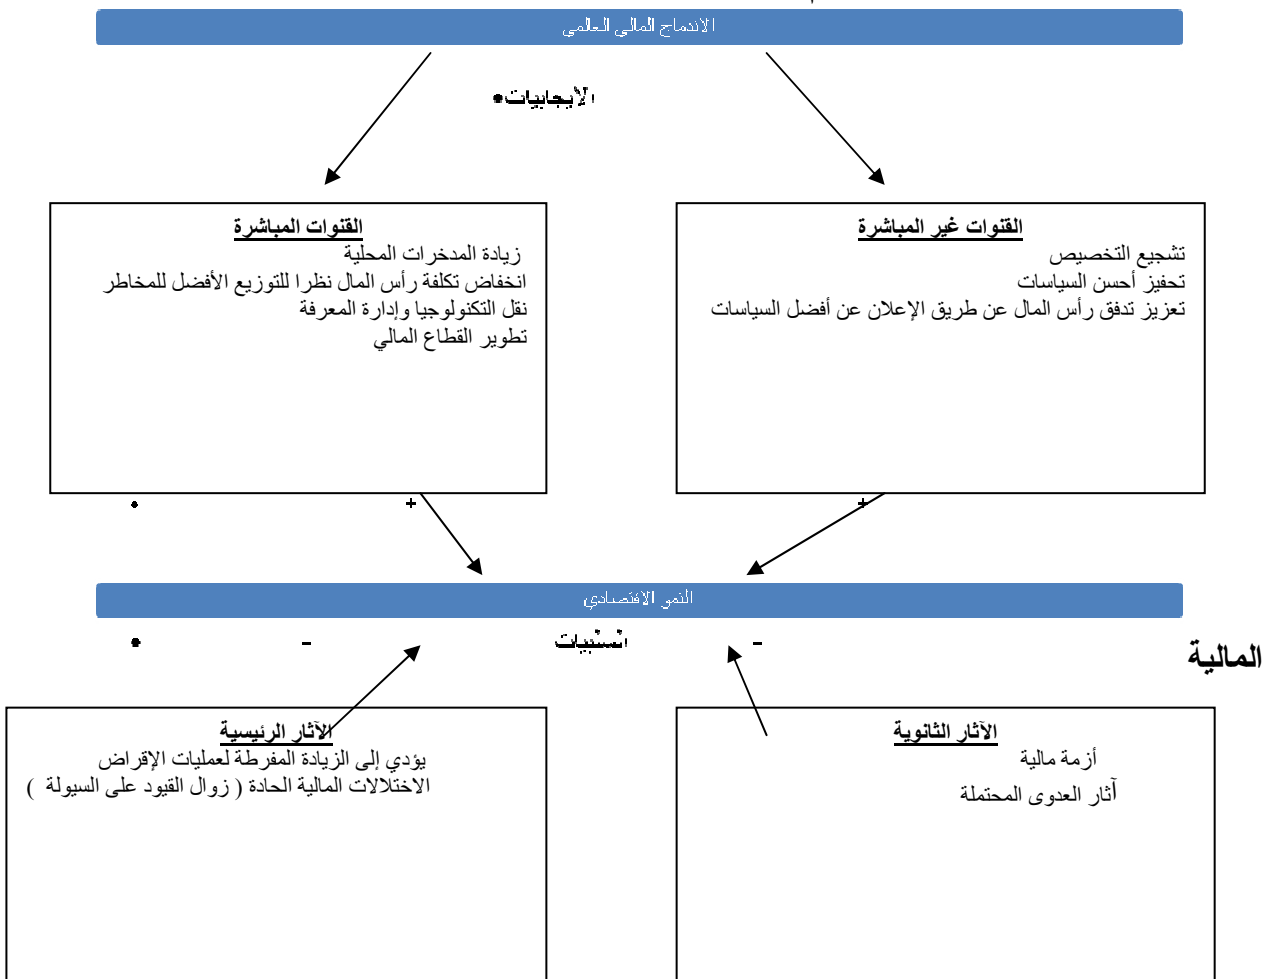 الاندماج المالي العالمي
الايجابيات•
القنوات غير المباشرة
تشجيع التخصيص
تحفيز أحسن السياسات
تعزيز تدفق رأس المال عن طريق الإعلان عن أفضل السياسات
القنوات المباشرة
زيادة المدخرات المحلية
انخفاض تكلفة رأس المال نظرا للتوزيع الأفضل للمخاطر
نقل التكنولوجيا وإدارة المعرفة
تطوير القطاع المالي
+
+
•
النمو الاقتصادي
المالية
-
السلبيات
-
•
الآثار الثانوية
أزمة مالية
آثار العدوى المحتملة
الآثار الرئيسية
يؤدي إلى الزيادة المفرطة لعمليات الإقراض
الاختلالات المالية الحادة ( زوال القيود على السيولة )